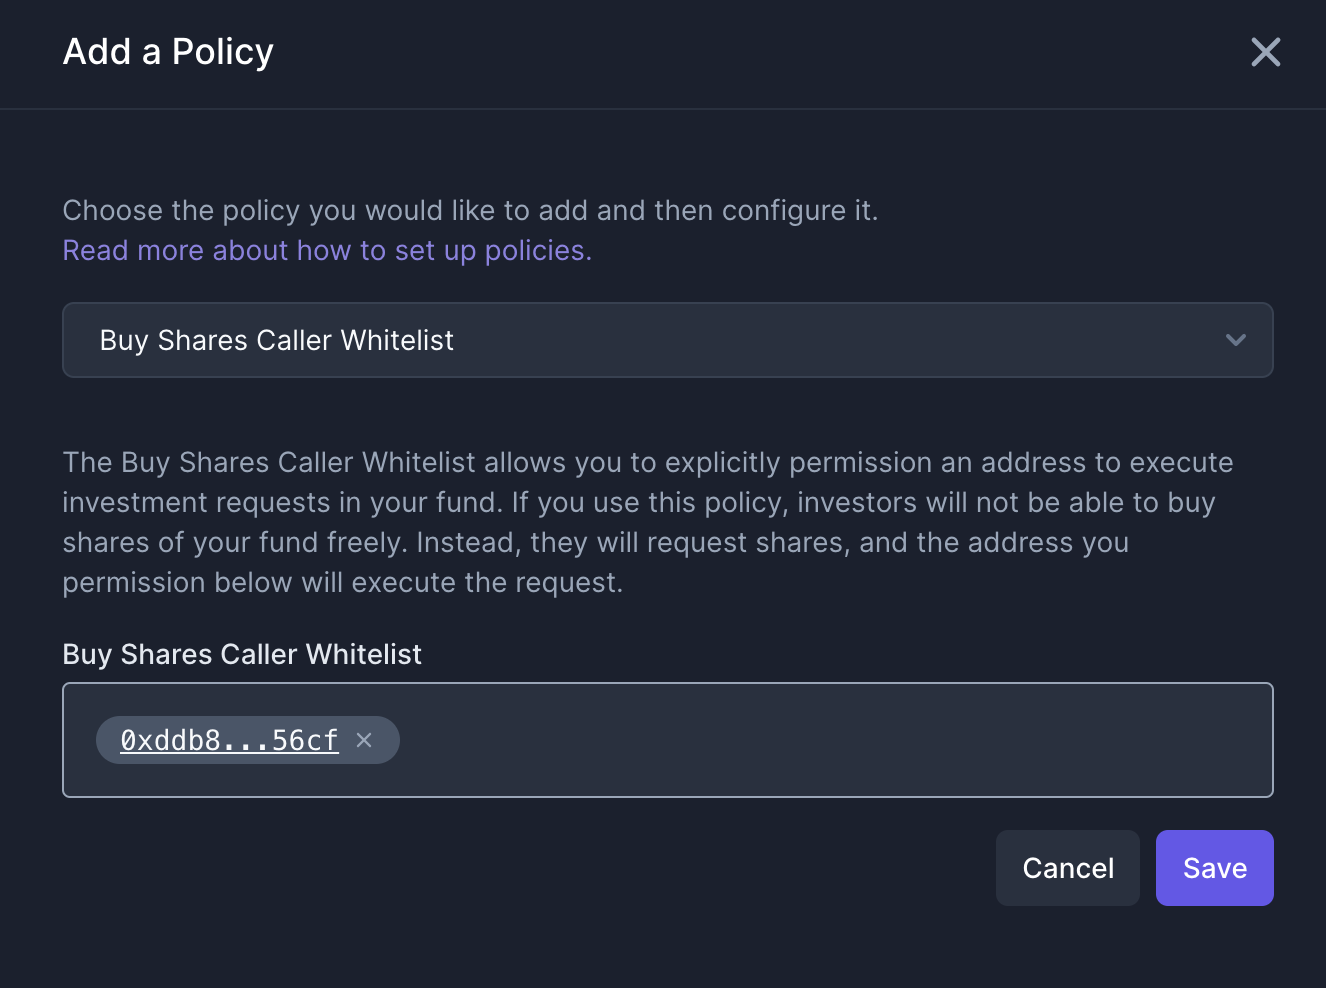 Add a Policy
Choose the policy you would like to add and then configure it.
Read more about how to set up policies.
Buy Shares Caller Whitelist
The Buy Shares Caller Whitelist allows you to explicitly permission an address to execute
investment requests in your fund. If you use this policy, investors will not be able to buy
shares of your fund freely. Instead, they will request shares, and the address you
permission below will execute the request.
Buy Shares Caller Whitelist
0xddb8...56cf
Cancel Save